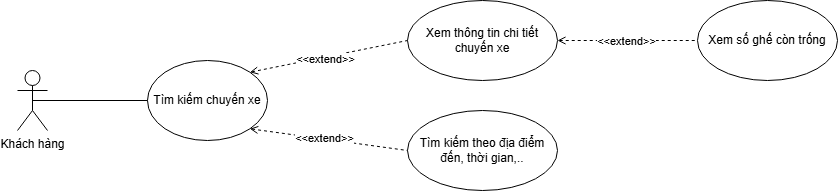 Xem thông tin chi tiết
chuyến xe
<<extend>>
Xem số ghế còn trống
<<extend>>
Tìm kiếm chuyến xe
Khách hàng
<<extend>>
Tìm kiếm theo địa điểm
đến, thời gian,..